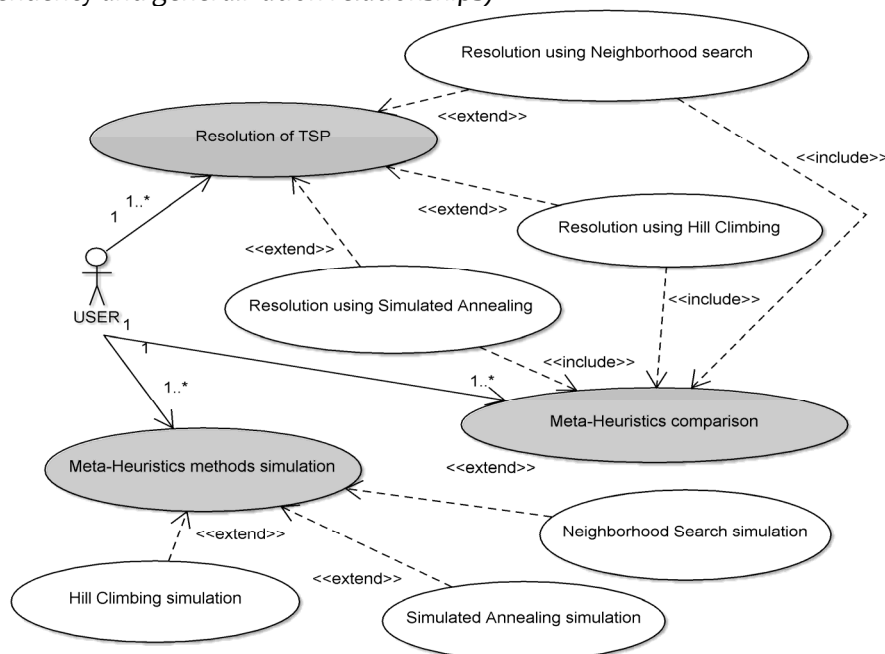 Resolution using Neighborhood search
<<extend>>
Resolution of TSP
<<include>>
1..*
1
<<extend>>
Resolution using Hill Climbing
<<extend>>
Resolution using Simulated Annealing
<<include>>
USER
1
1
<<include>>
1..*
1..*
Meta-Heuristics comparison
Meta-Heuristics methods simulation
<<extend>>
Neighborhood Search simulation
<<extend>>
<<extend>>
Hill Climbing simulation
Simulated Annealing simulation